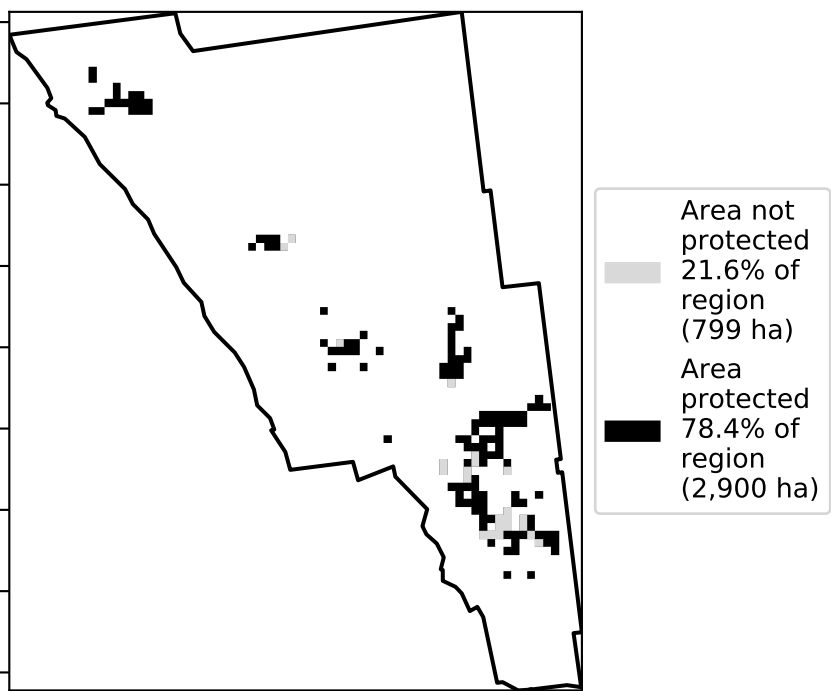 Area not
protected
21.6% of
region
(799 ha)
Area
protected
78.4% of
region
(2,900 ha)